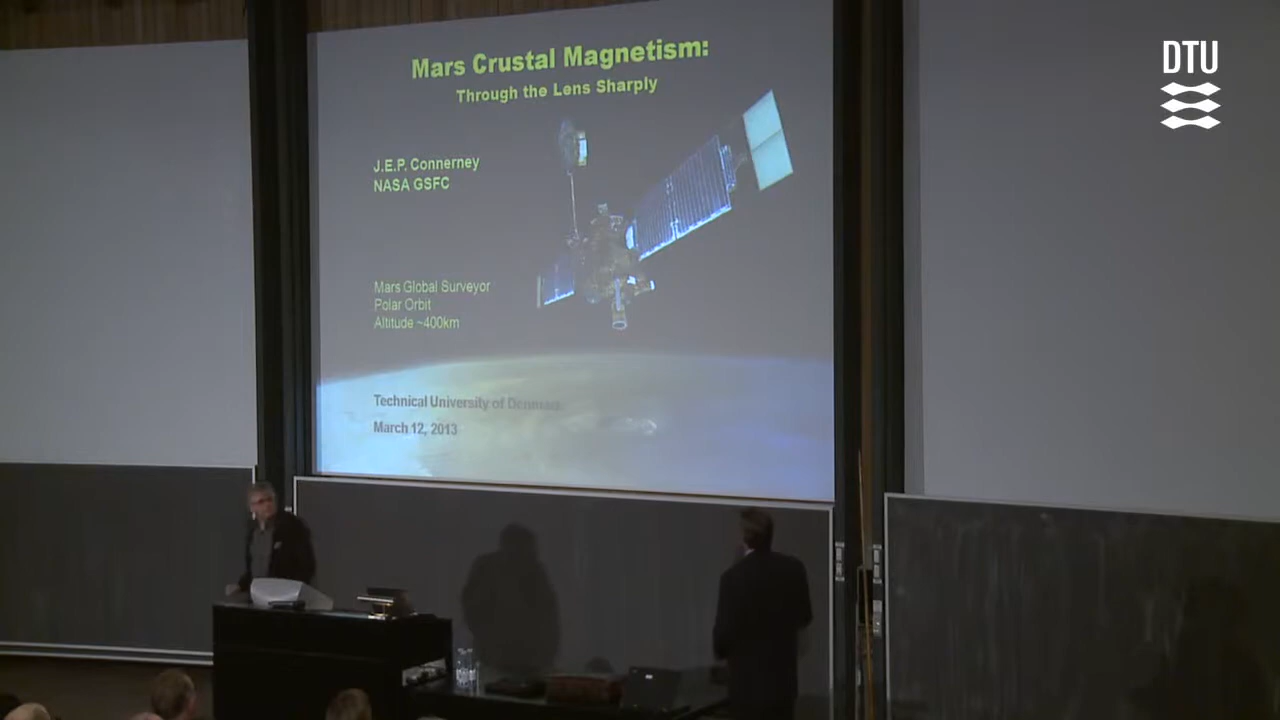 DTU
Mars Crustal Magnetism:
Through the Lens Sharply
J.E.P. Connerney
NASA GSFC
Mars Global Surveyor
Polar Orbit
Altitude ~400km
Technical University of Denmark
March 12, 2013